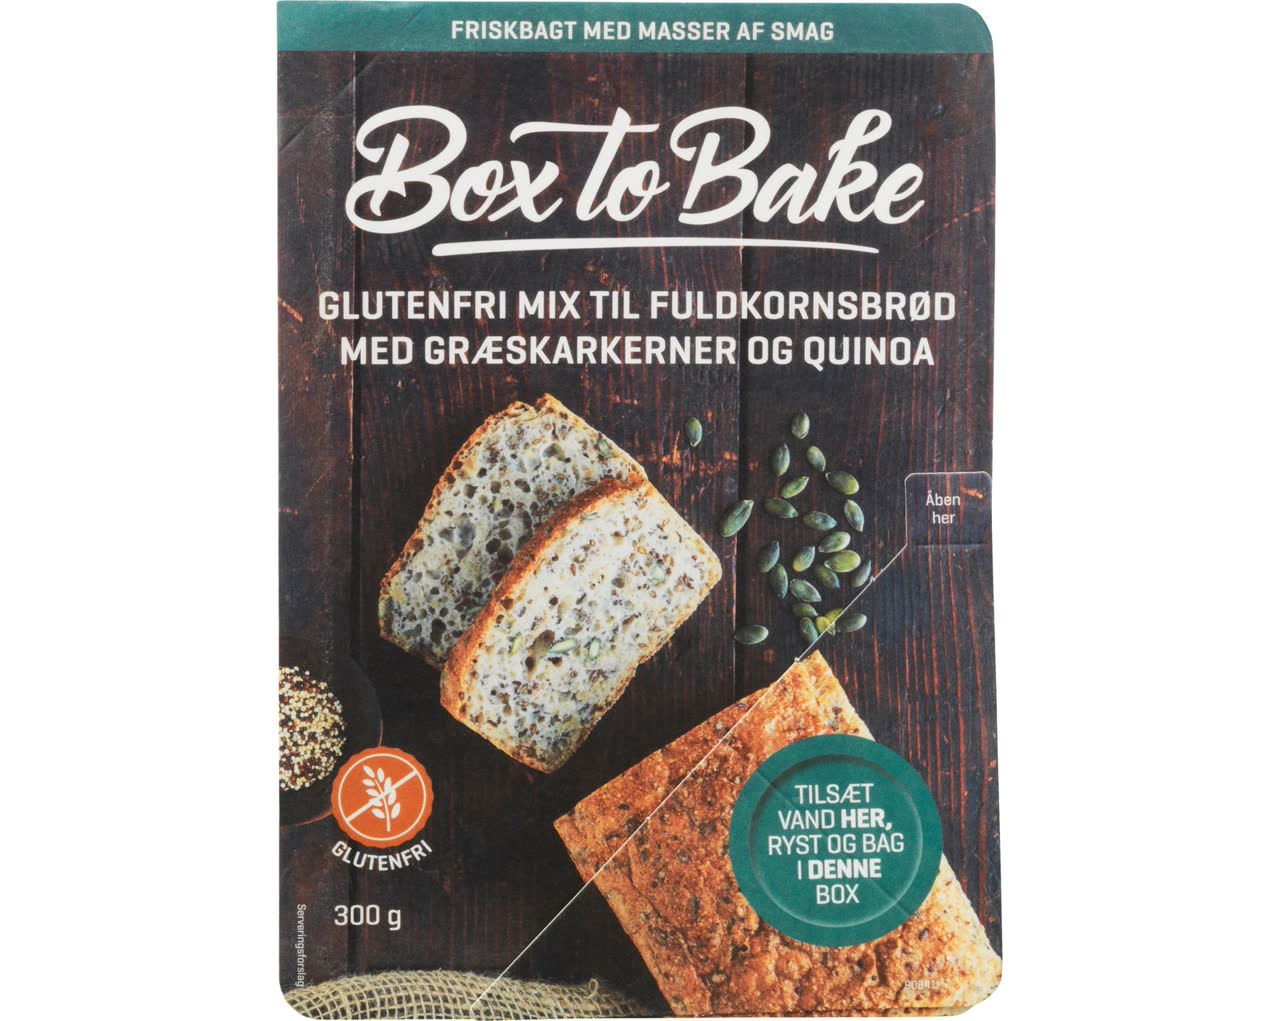 FRISKBAGT MED MASSER AF SMAG
Box to Bake
GLUTENFRI MIX TIL FULDKORNSBRØD
MED GRÆSKARKERNER OG QUINOA
Åben
her
TILSÆT
VAND HER,
RYST OG BAG
I DENNE
BOX
GLUTENFRI
300 g
Serveringsforslag